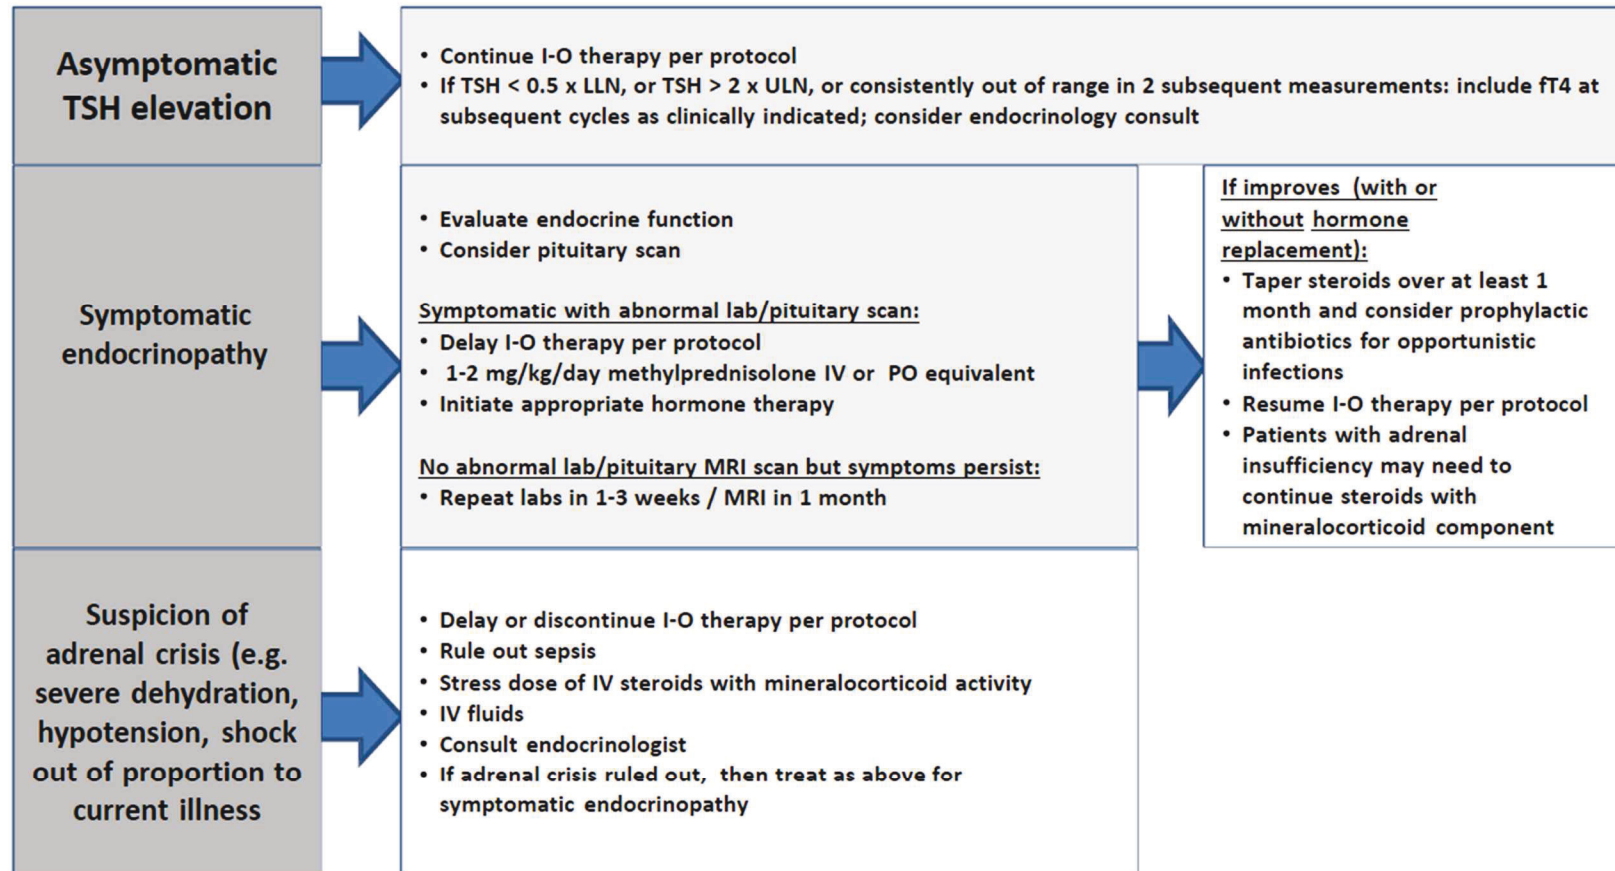 Asymptomatic
TSH elevation
• Continue I-O therapy per protocol
• If TSH < 0.5 x LLN, or TSH > 2 x ULN, or consistently out of range in 2 subsequent measurements: include fT4 at
subsequent cycles as clinically indicated; consider endocrinology consult
Symptomatic
endocrinopathy
• Evaluate endocrine function
• Consider pituitary scan
Symptomatic with abnormal lab/pituitary scan:
• Delay I-O therapy per protocol
• 1-2 mg/kg/day methylprednisolone IV or PO equivalent
• Initiate appropriate hormone therapy
No abnormal lab/pituitary MRI scan but symptoms persist:
• Repeat labs in 1-3 weeks / MRI in 1 month
If improves (with or
without hormone
replacement):
• Taper steroids over at least 1
month and consider prophylactic
antibiotics for opportunistic
infections
• Resume I-O therapy per protocol
• Patients with adrenal
insufficiency may need to
continue steroids with
mineralocorticoid component
Suspicion of
adrenal crisis (e.g.
severe dehydration,
hypotension, shock
out of proportion to
current illness
• Delay or discontinue I-O therapy per protocol
• Rule out sepsis
• Stress dose of IV steroids with mineralocorticoid activity
• IV fluids
• Consult endocrinologist
• If adrenal crisis ruled out, then treat as above for
symptomatic endocrinopathy